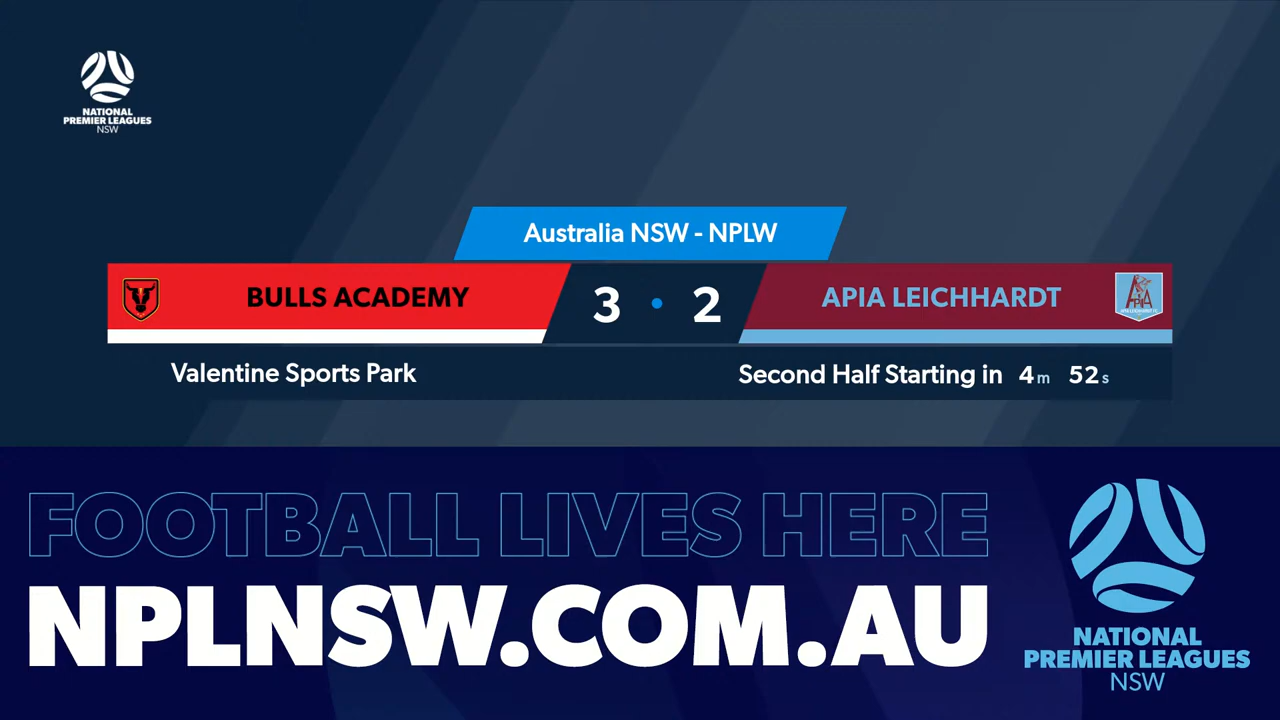 NATIONAL
PREMIER LEAGUES
NSW
Australia NSW - NPLW
BULLS ACADEMY 3 • 2 APIA LEICHHARDT
APIA
Valentine Sports Park
Second Half Starting in 4m 52s
FOOTBALL LIVES HERE
NPLNSW.COM.AU
NATIONAL
PREMIER LEAGUES
NSW